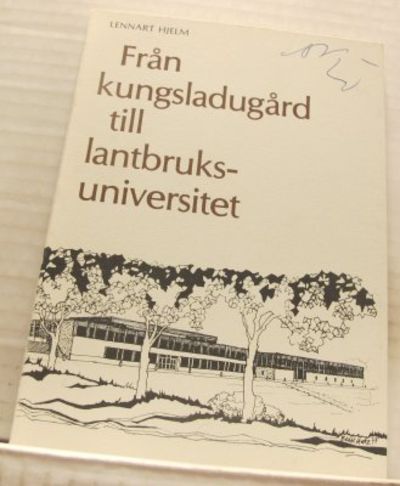 LENNART HJELM
Från
kungsladugård
till
lantbruks-
universitet